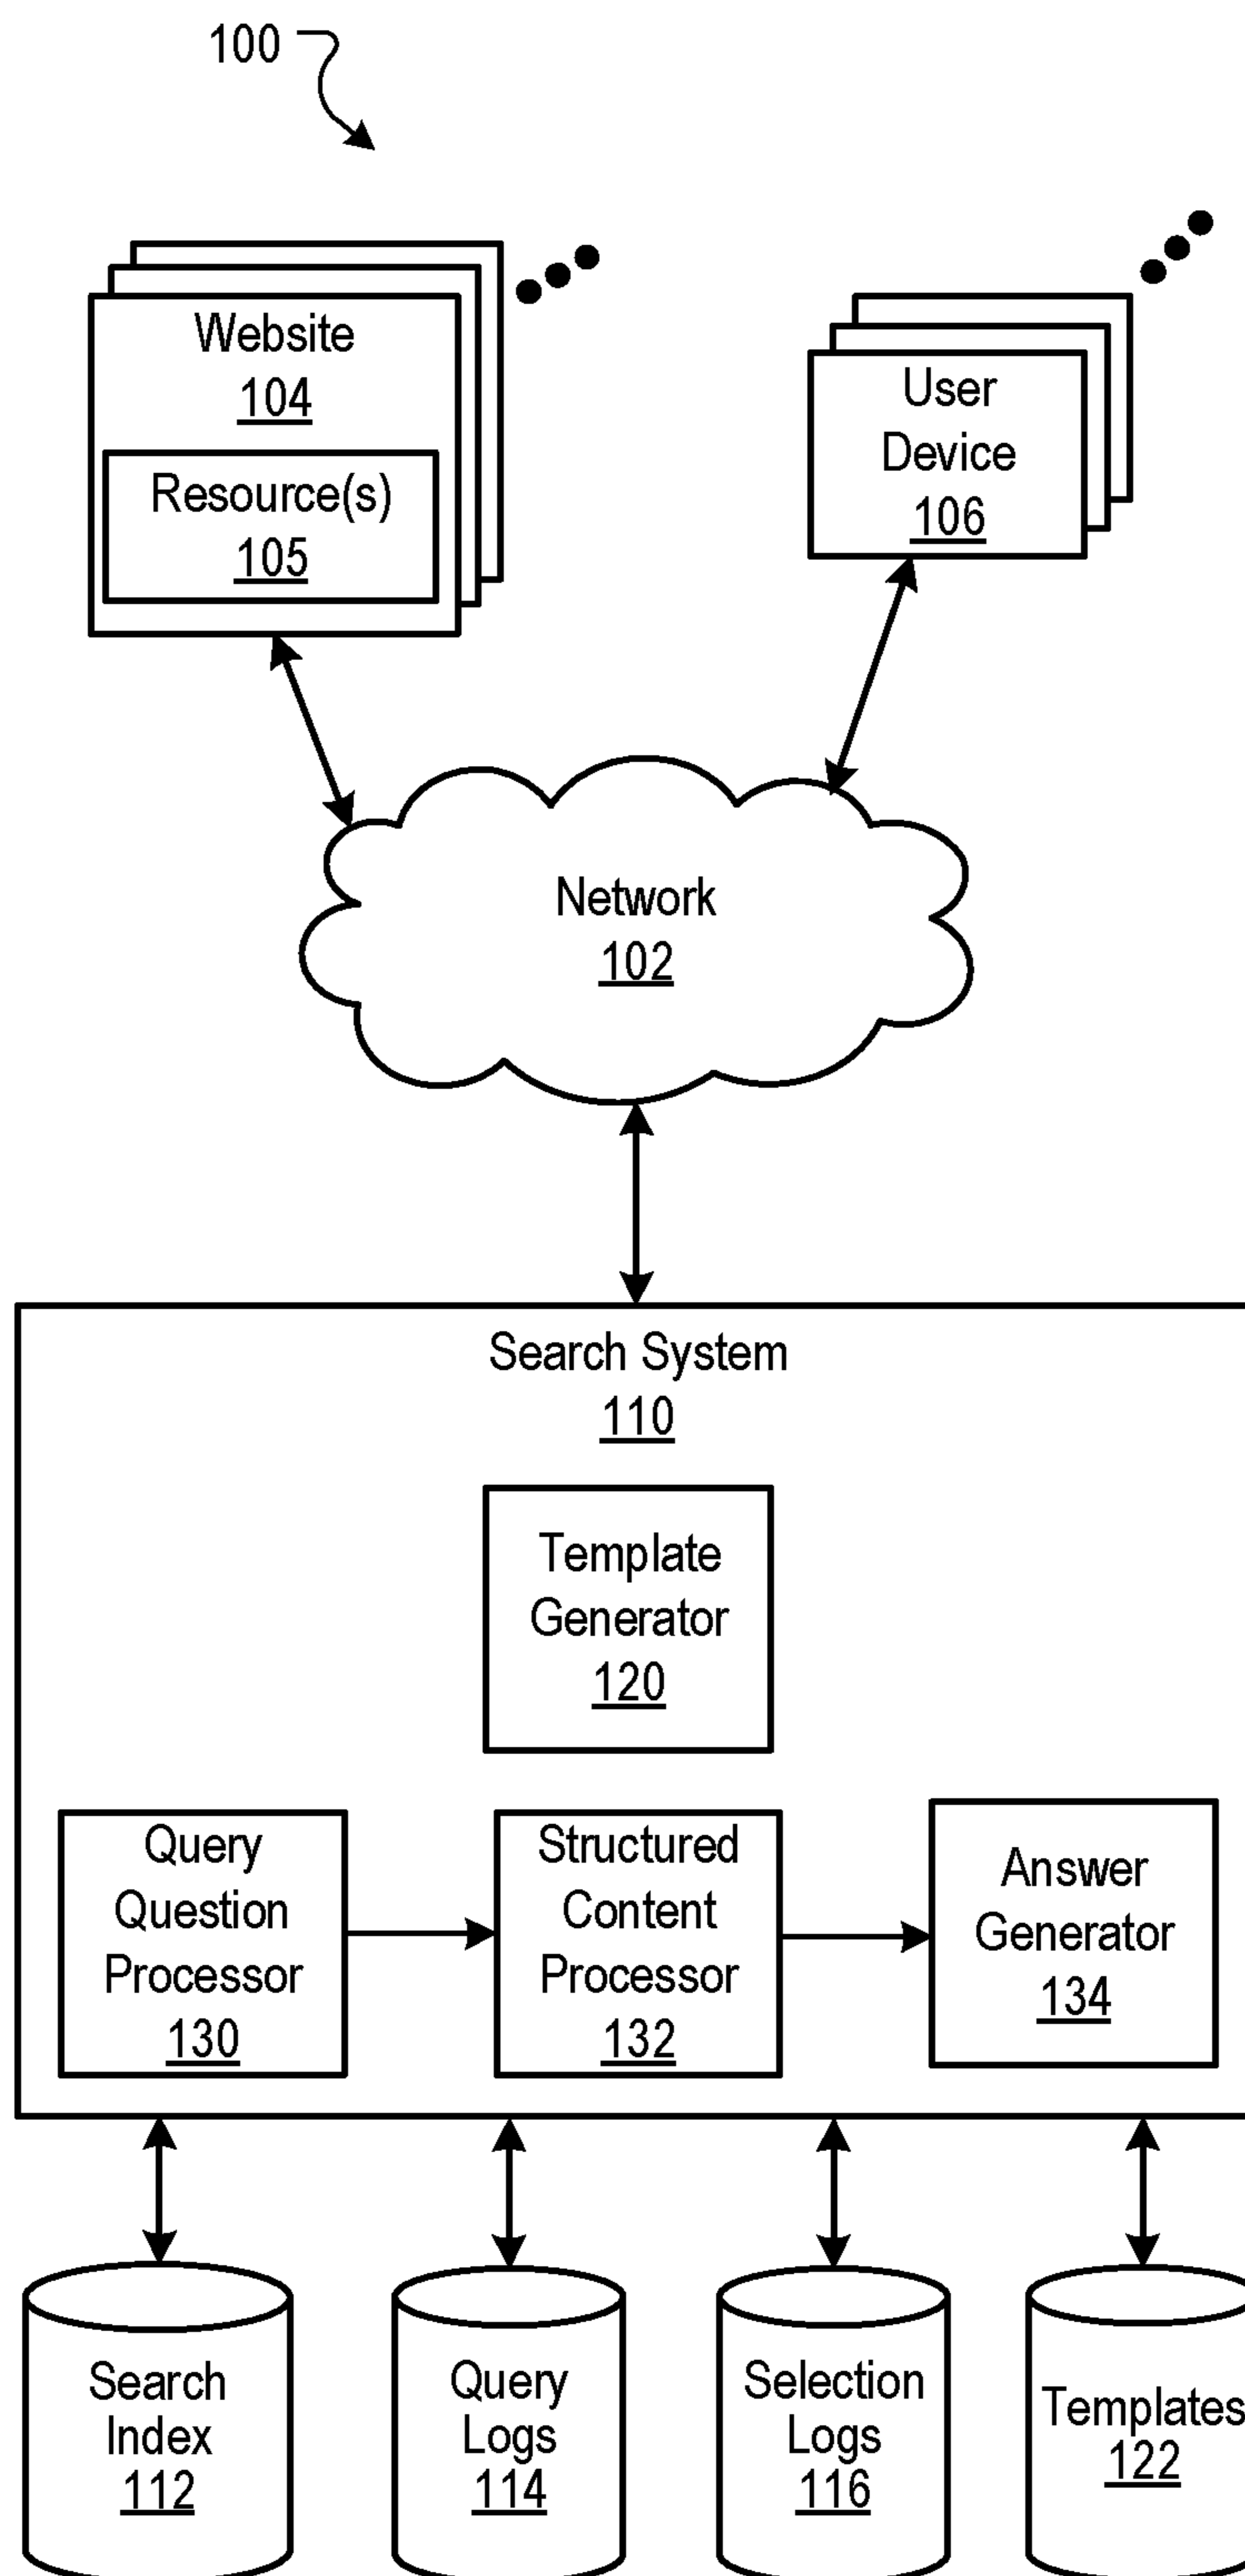 100
Website
104
Resource(s)
105
User
Device
106
Network
102
Search System
110
Template
Generator
120
Query
Question
Processor
130
Structured
Content
Processor
132
Answer
Generator
134
Search
Index
112
Query
Logs
114
Selection
Logs
116
Templates
122